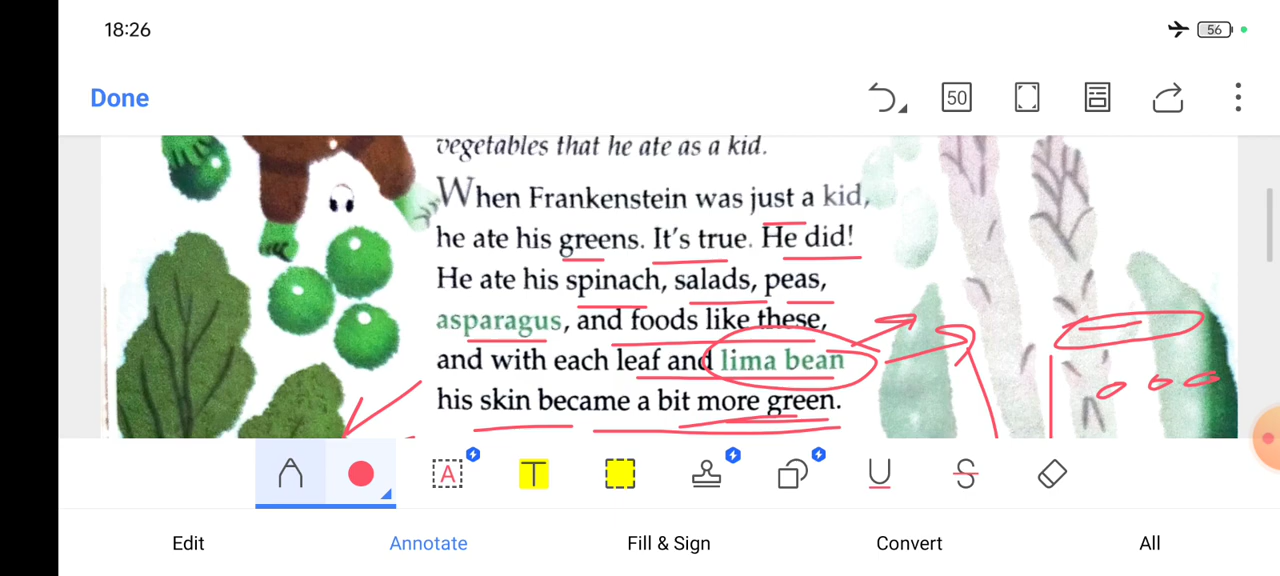 18:26
56
Done
50
vegetables that he ate as a kid.
When Frankenstein was just a kid,
he ate his greens. It's true. He did!
He ate his spinach, salads, peas,
asparagus, and foods like these,
and with each leaf and lima bean
his skin became a bit more green.
A
T
U
S
Edit
Annotate
Fill & Sign
Convert
All